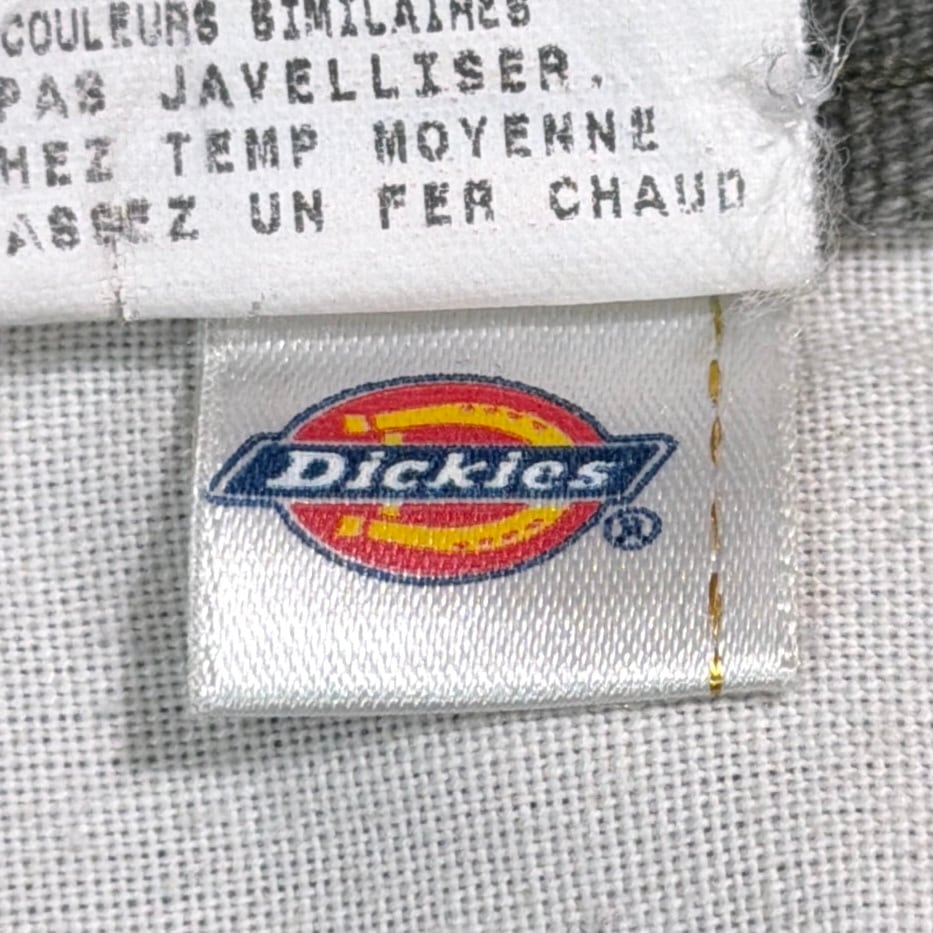 COULEURS SIMILAIRES
PAS JAVELLISER.
HEZ TEMP MOYENNE
ASSEZ UN FER CHAUD
Dickies
®